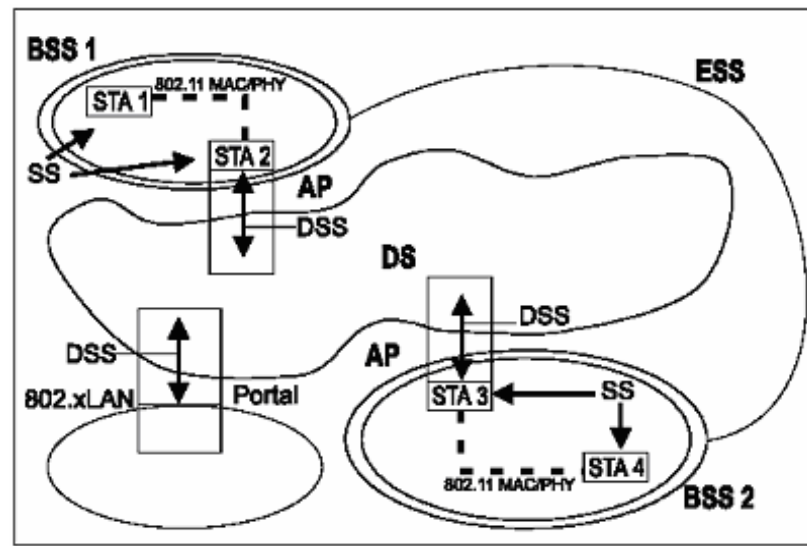 BSS 1
802.11 MAC/PHY
ESS
STA 1
SS
STA 2
AP
DSS
DS
DSS
DSS
AP
802.xLAN
Portal
STA 3
SS
STA 4
802.11 MAC/PHY
BSS 2